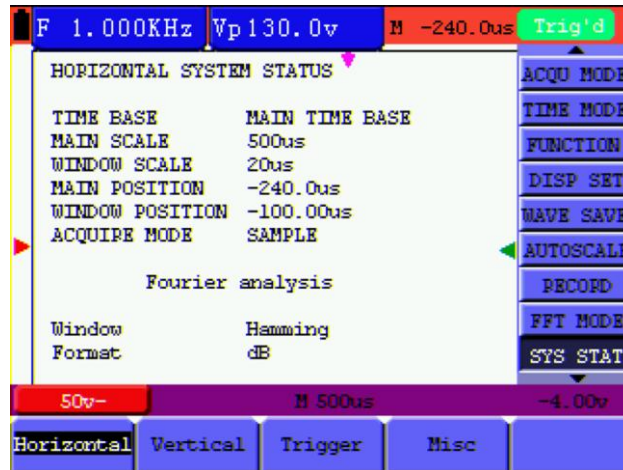 F 1.000KHz Vp130.0v M -240.0us Trig'd
HORIZONTAL SYSTEM STATUS
TIME BASE MAIN TIME BASE
MAIN SCALE 500us
WINDOW SCALE 20us
MAIN POSITION -240.0us
WINDOW POSITION -100.00us
ACQUIRE MODE SAMPLE
Fourier analysis
Window Hamming
Format dB
ACQU MODE
TIME MODE
FUNCTION
DISP SET
WAVE SAVE
AUTOSCALE
RECORD
FFT MODE
SYS STAT
50v- M 500us -4.00v
Horizontal Vertical Trigger Misc